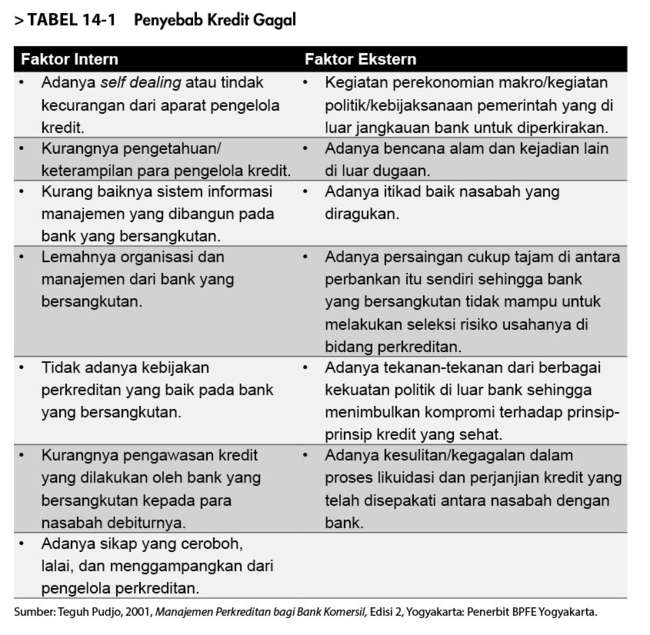 > TABEL 14-1 Penyebab Kredit Gagal
Faktor Intern
Faktor Ekstern
• Adanya self dealing atau tindak
kecurangan dari aparat pengelola
kredit.
• Kegiatan perekonomian makro/kegiatan
politik/kebijaksanaan pemerintah yang di
luar jangkauan bank untuk diperkirakan.
• Kurangnya pengetahuan/
keterampilan para pengelola kredit.
• Adanya bencana alam dan kejadian lain
di luar dugaan.
• Kurang baiknya sistem informasi
manajemen yang dibangun pada
bank yang bersangkutan.
• Adanya itikad baik nasabah yang
diragukan.
• Lemahnya organisasi dan
manajemen dari bank yang
bersangkutan.
• Adanya persaingan cukup tajam di antara
perbankan itu sendiri sehingga bank
yang bersangkutan tidak mampu untuk
melakukan seleksi risiko usahanya di
bidang perkreditan.
• Tidak adanya kebijakan
perkreditan yang baik pada bank
yang bersangkutan.
• Adanya tekanan-tekanan dari berbagai
kekuatan politik di luar bank sehingga
menimbulkan kompromi terhadap prinsip-
prinsip kredit yang sehat.
• Kurangnya pengawasan kredit
yang dilakukan oleh bank yang
bersangkutan kepada para
nasabah debiturnya.
• Adanya kesulitan/kegagalan dalam
proses likuidasi dan perjanjian kredit yang
telah disepakati antara nasabah dengan
bank.
• Adanya sikap yang ceroboh,
lalai, dan menggampangkan dari
pengelola perkreditan.
Sumber: Teguh Pudjo, 2001, Manajemen Perkreditan bagi Bank Komersil, Edisi 2, Yogyakarta: Penerbit BPFE Yogyakarta.